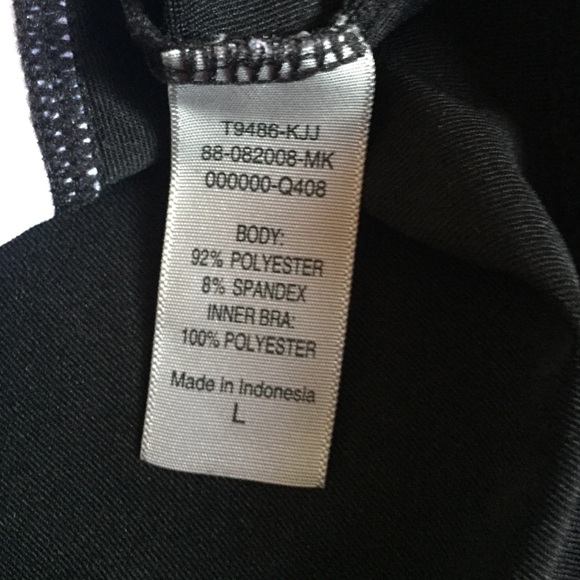 T9486-KJJ
88-082008-MK
000000-Q408
BODY:
92% POLYESTER
8% SPANDEX
INNER BRA:
100% POLYESTER
Made in Indonesia
L